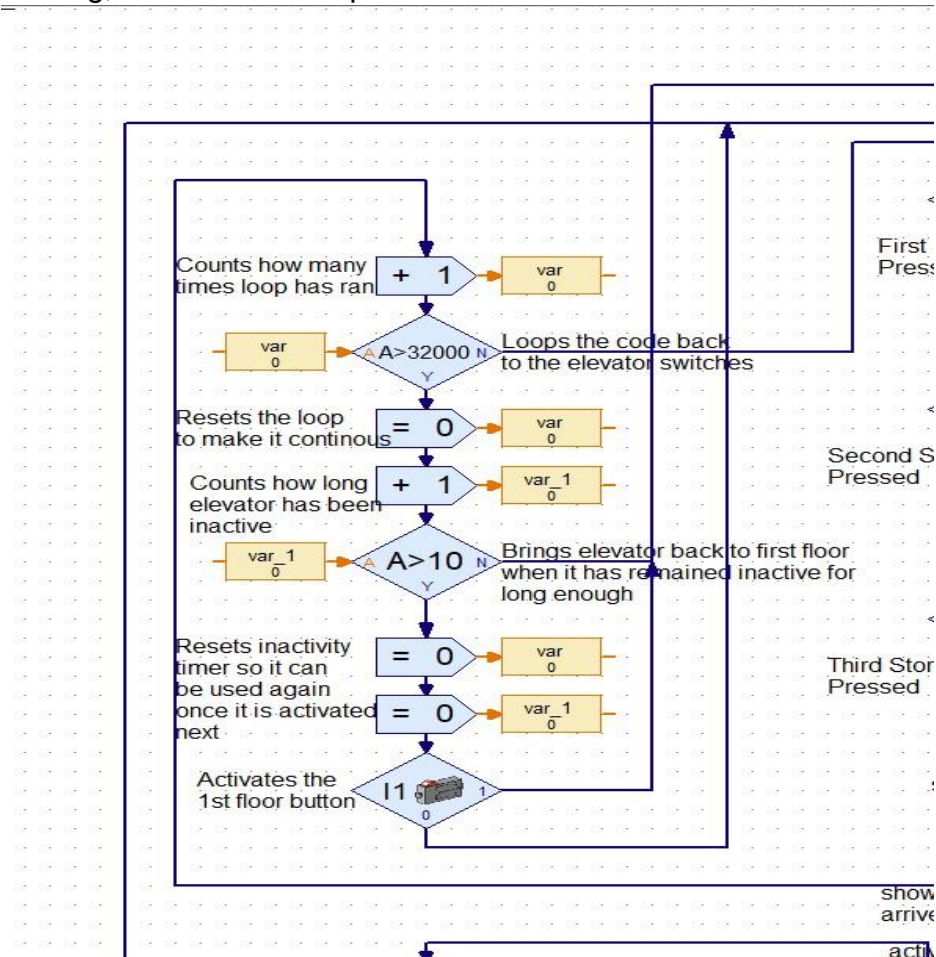 Counts how many
times loop has ran
+ 1
var
0
First
var
0
A A>32000 N
Y
Loops the code back
to the elevator switches
Resets the loop
to make it continous
= 0
var
0
Counts how long
elevator has been
inactive
+ 1
var_1
0
Second S
Pressed
var_1
0
A A>10 N
Y
Brings elevator back to first floor
when it has remained inactive for
long enough
Resets inactivity
timer so it can
be used again
once it is activated
next
= 0
var
0
= 0
var_1
0
Third Stor
Pressed
Activates the
1st floor button
I1
1
0
show
arrive